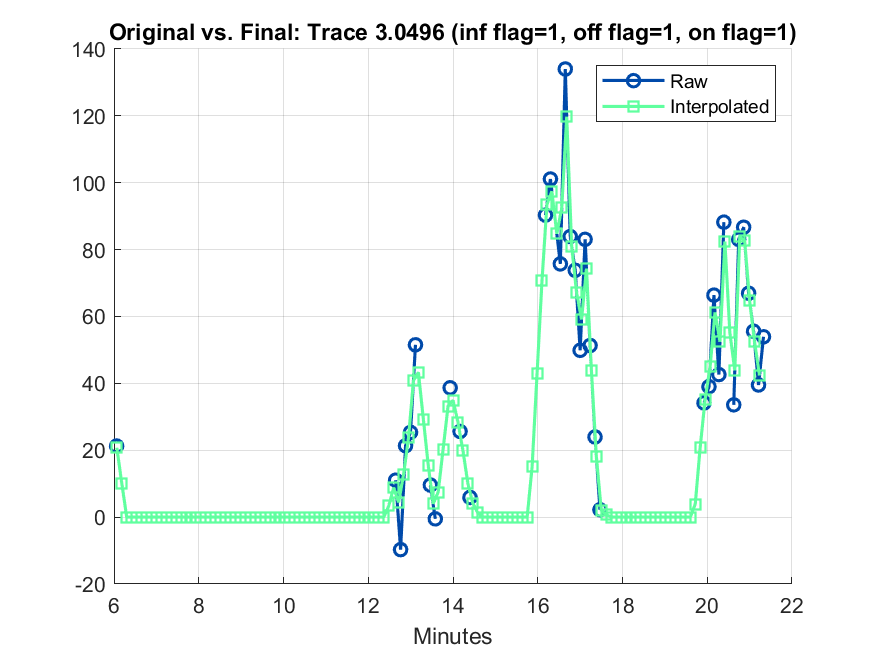 Original vs. Final: Trace 3.0496 (inf flag=1, off flag=1, on flag=1)
140
120
100
80
60
40
20
0
-20
Raw
Interpolated
6 8 10 12 14 16 18 20 22
Minutes